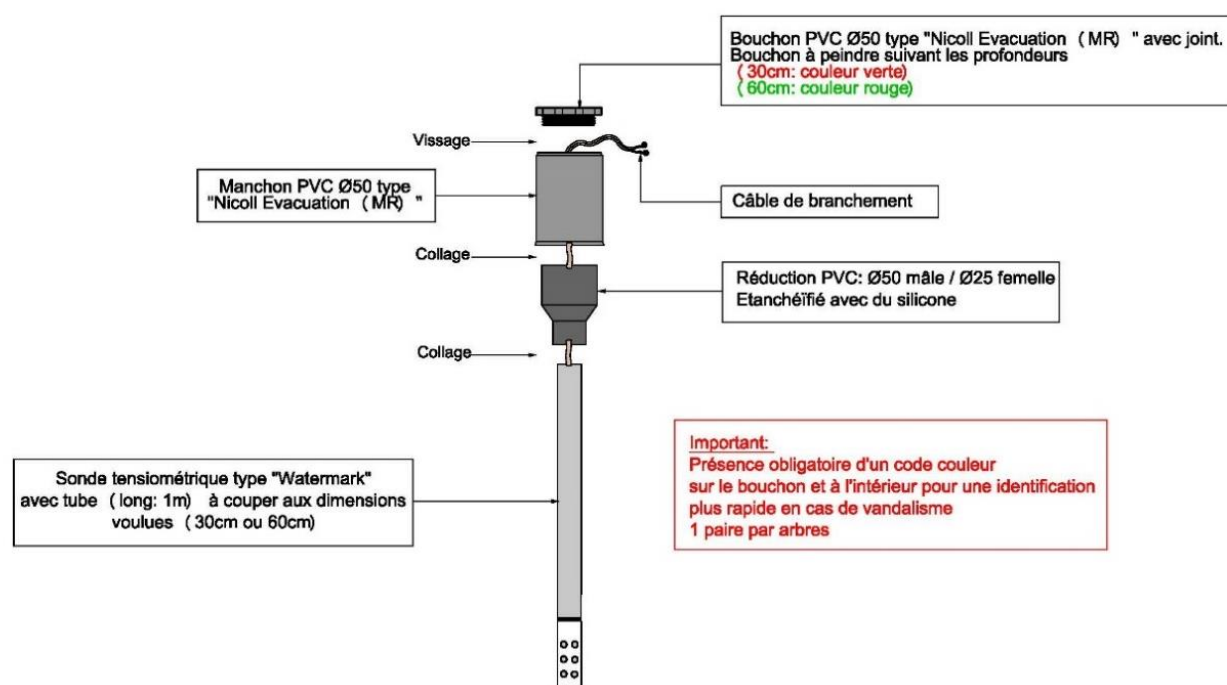 Bouchon PVC Ø50 type "Nicoll Evacuation ( MR) " avec joint.
Bouchon à peindre suivant les profondeurs
( 30cm: couleur verte)
( 60cm: couleur rouge)
Vissage
Manchon PVC Ø50 type
"Nicoll Evacuation ( MR) "
Câble de branchement
Collage
Réduction PVC: Ø50 mâle / Ø25 femelle
Etanchéïfié avec du silicone
Collage
Sonde tensiométrique type "Watermark"
avec tube ( long: 1m) à couper aux dimensions
voulues ( 30cm ou 60cm)
Important:
Présence obligatoire d'un code couleur
sur le bouchon et à l'intérieur pour une identification
plus rapide en cas de vandalisme
1 paire par arbres